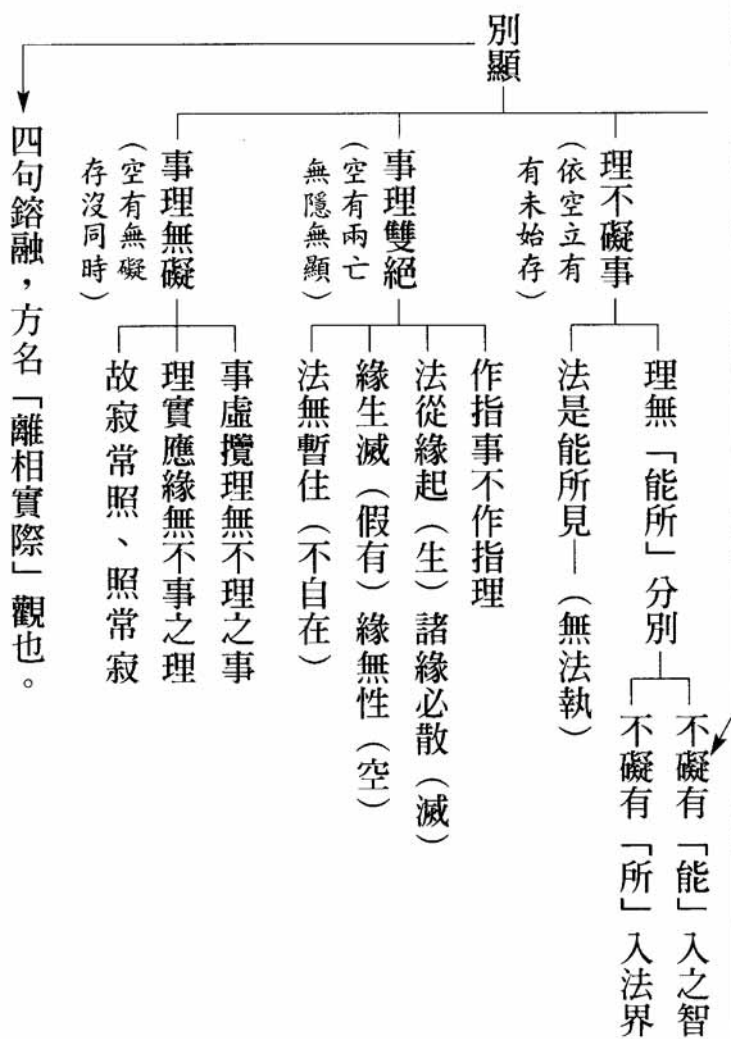 別顯
理不礙事
（依空立有
有未始存）
理無「能所」分別
不礙有「能」入之智
不礙有「所」入法界
法是能所見—（無法執）
事理雙絕
（空有兩亡
無隱無顯）
作指事不作指理
法從緣起（生）諸緣必散（滅）
緣生滅（假有）緣無性（空）
法無暫住（不自在）
事理無礙
（空有無礙
存沒同時）
事虛攬理無不理之事
理實應緣無不事之理
故寂常照、照常寂
四句鎔融，方名「離相實際」觀也。